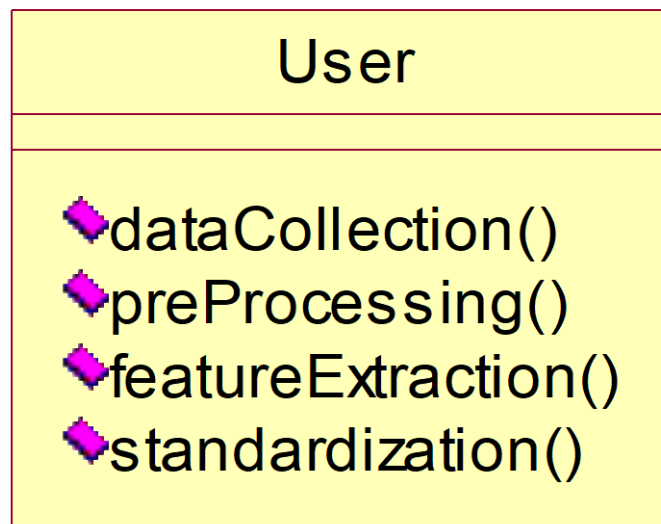 User
dataCollection()
preProcessing()
featureExtraction()
standardization()